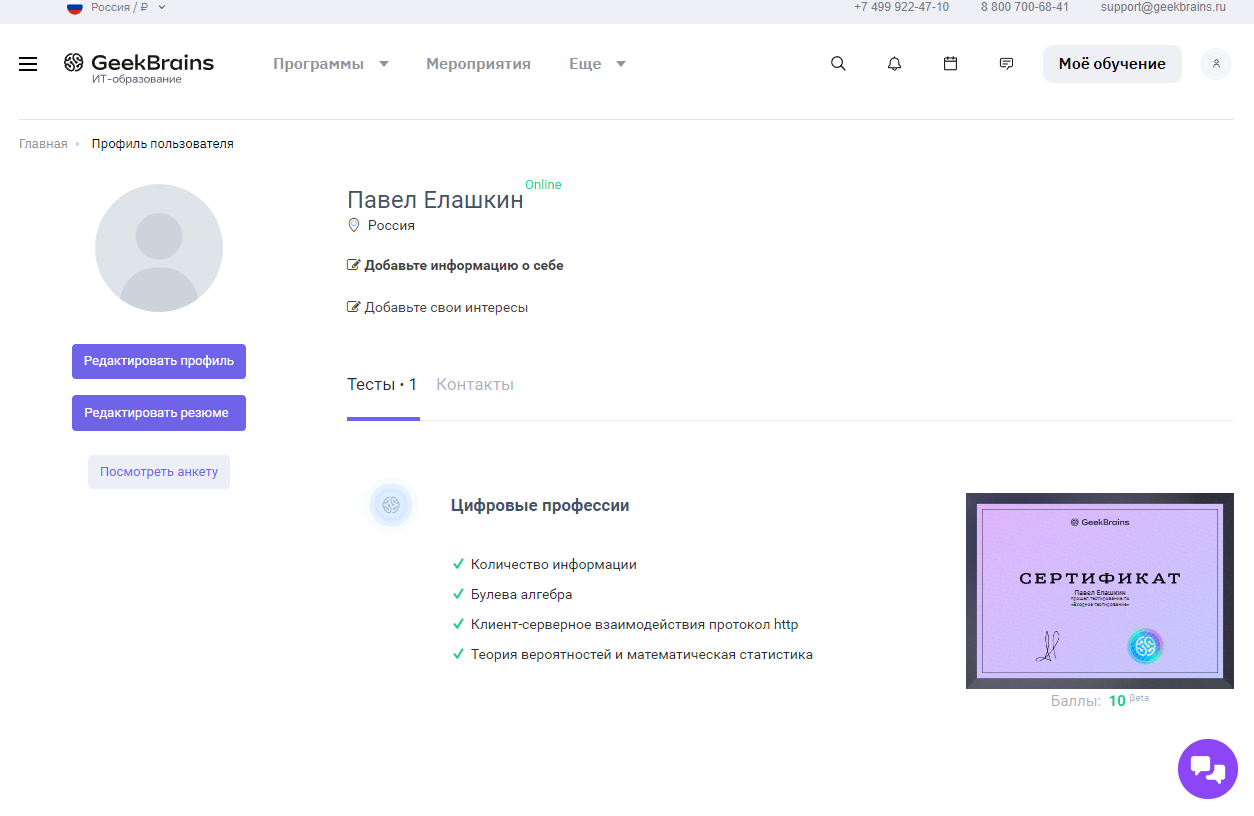 Россия / ₽
+7 499 922-47-10
8 800 700-68-41
support@geekbrains.ru
GeekBrains
ИТ-образование
Программы
Мероприятия
Еще
Моё обучение
Главная
Профиль пользователя
Павел Елашкин
Online
Россия
Добавьте информацию о себе
Добавьте свои интересы
Редактировать профиль
Редактировать резюме
Посмотреть анкету
Тесты • 1
Контакты
Цифровые профессии
Количество информации
Булева алгебра
Клиент-серверное взаимодействия протокол http
Теория вероятностей и математическая статистика
GeekBrains
СЕРТИФИКАТ
Павел Елашкин
прошел тестирование по
«Входное тестирование»
Баллы: 10 βeta